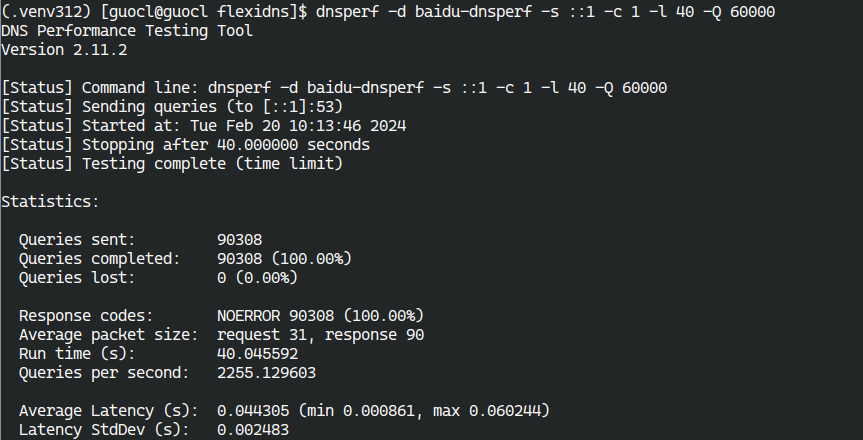 (.venv312) [guocl@guocl flexidns]$ dnsperf -d baidu-dnsperf -s ::1 -c 1 -l 40 -Q 60000
DNS Performance Testing Tool
Version 2.11.2
[Status] Command line: dnsperf -d baidu-dnsperf -s ::1 -c 1 -l 40 -Q 60000
[Status] Sending queries (to [::1]:53)
[Status] Started at: Tue Feb 20 10:13:46 2024
[Status] Stopping after 40.000000 seconds
[Status] Testing complete (time limit)
Statistics:
Queries sent: 90308
Queries completed: 90308 (100.00%)
Queries lost: 0 (0.00%)
Response codes: NOERROR 90308 (100.00%)
Average packet size: request 31, response 90
Run time (s): 40.045592
Queries per second: 2255.129603
Average Latency (s): 0.044305 (min 0.000861, max 0.060244)
Latency StdDev (s): 0.002483